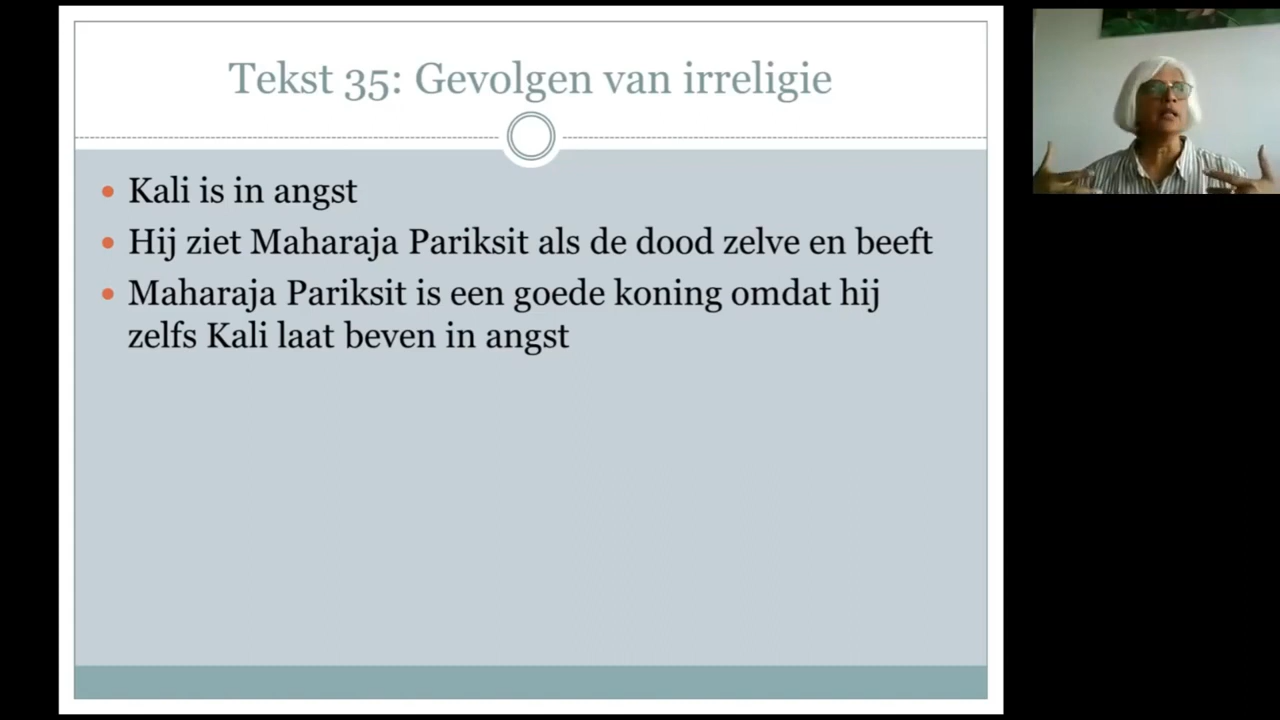 Tekst 35: Gevolgen van irreligie
Kali is in angst
Hij ziet Maharaja Pariksit als de dood zelve en beeft
Maharaja Pariksit is een goede koning omdat hij
zelfs Kali laat beven in angst